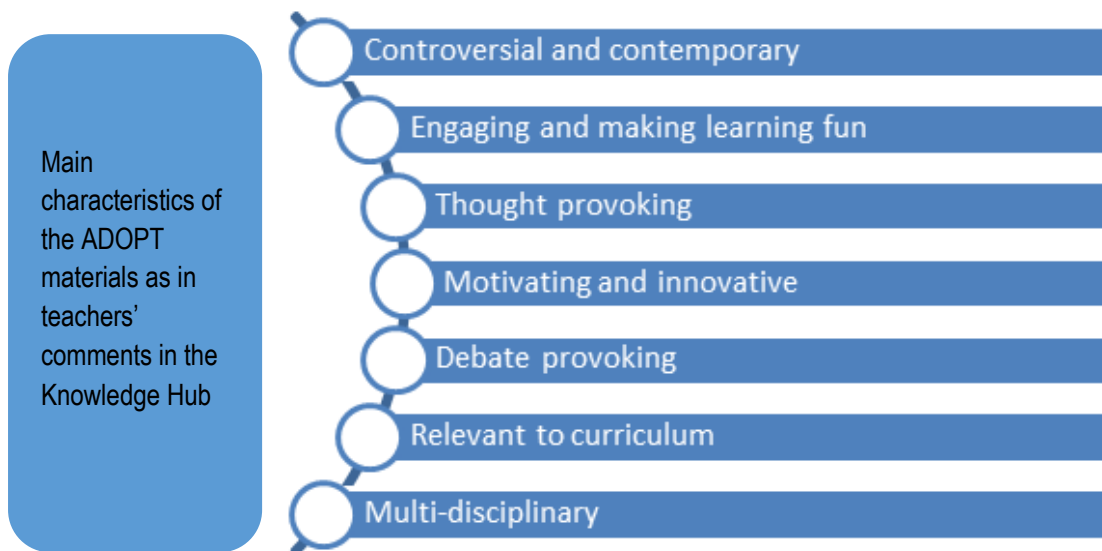 Main
characteristics of
the ADOPT
materials as in
teachers’
comments in the
Knowledge Hub
Controversial and contemporary
Engaging and making learning fun
Thought provoking
Motivating and innovative
Debate provoking
Relevant to curriculum
Multi-disciplinary